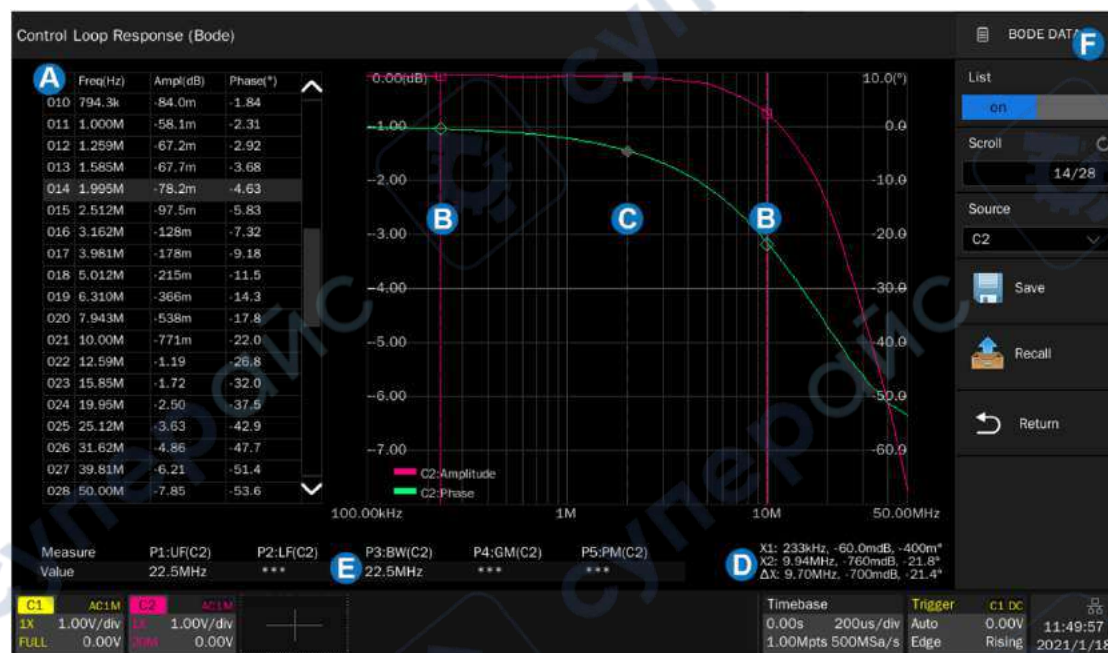 Control Loop Response (Bode)
BODE DATA
F
A
Freq(Hz) Ampl(dB) Phase(°)
010 794.3k -84.0m -1.84
011 1.000M -58.1m -2.31
012 1.259M -67.2m -2.92
013 1.585M -67.7m -3.68
014 1.995M -78.2m -4.63
015 2.512M -97.5m -5.83
016 3.162M -128m -7.32
017 3.981M -178m -9.18
018 5.012M -215m -11.5
019 6.310M -366m -14.3
020 7.943M -538m -17.8
021 10.00M -771m -22.0
022 12.59M -1.19 -26.8
023 15.85M -1.72 -32.0
024 19.95M -2.50 -37.5
025 25.12M -3.63 -42.9
026 31.62M -4.86 -47.7
027 39.81M -6.21 -51.4
028 50.00M -7.85 -53.6
0.00(dB) 10.0(°)
-1.00 0.0
-2.00 -10.0
B C B
-3.00 -20.0
-4.00 -30.0
-5.00 -40.0
-6.00 -50.0
-7.00 -60.0
C2:Amplitude
C2:Phase
100.00kHz 1M 10M 50.00MHz
List
on
Scroll
14/28
Source
C2
Save
Recall
Return
Measure P1:UF(C2) P2:LF(C2) P3:BW(C2) P4:GM(C2) P5:PM(C2)
Value 22.5MHz *** E 22.5MHz *** ***
D
X1: 233kHz, -60.0mdB, -400m°
X2: 9.94MHz, -760mdB, -21.8°
ΔX: 9.70MHz, -700mdB, -21.4°
C1 AC1M
1X 1.00V/div
FULL 0.00V
C2 AC1M
1X 1.00V/div
20M 0.00V
Timebase
0.00s 200us/div
1.00Mpts 500MSa/s
Trigger C1 DC
Auto 0.00V
Edge Rising
11:49:57
2021/1/18
суперайс